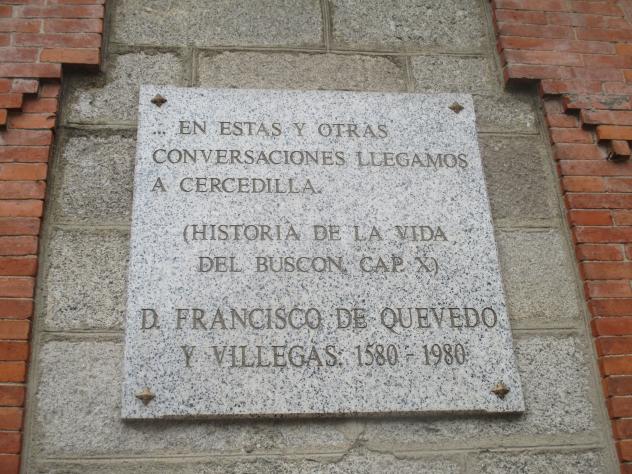 ... EN ESTAS Y OTRAS
CONVERSACIONES LLEGAMOS
A CERCEDILLA.
(HISTORIA DE LA VIDA
DEL BUSCON, CAP. X)
D. FRANCISCO DE QUEVEDO
Y VILLEGAS: 1580 - 1980